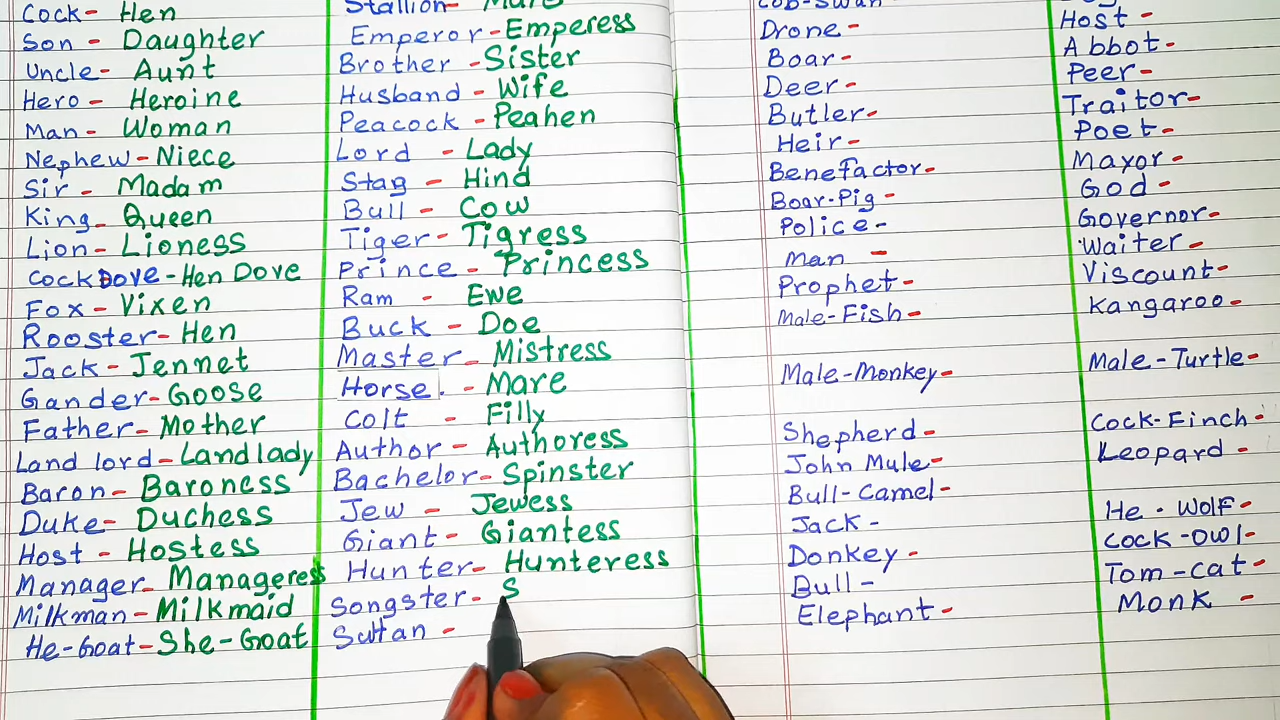 Cock- Hen
Son - Daughter
Uncle- Aunt
Hero - Heroine
Man- Woman
Nephew-Niece
Sir - Madam
King- Queen
Lion- Lioness
Cock Dove-Hen Dove
Fox- Vixen
Rooster-Hen
Jack-Jennet
Gander-Goose
Father-Mother
Land lord-Landlady
Baron- Baroness
Duke- Duchess
Host - Hostess
Manager- Manageress
Milkman-Milkmaid
He-Goat-She-Goat
Stallion-
Emperor-Emperess
Brother -Sister
Husband - Wife
Peacock - Peahen
Lord - Lady
Stag - Hind
Bull - Cow
Tiger- Tigress
Prince- Princess
Ram - Ewe
Buck - Doe
Master- Mistress
Horse. - Mare
Colt - Filly
Author- Authoress
Bachelor- Spinster
Jew - Jewess
Giant- Giantess
Hunter- Hunteress
Songster- S
Sultan -
Drone-
Boar-
Deer-
Butler-
Heir-
Benefactor-
Boar-Pig-
Police-
Man -
Prophet-
Male-Fish-
Male-Monkey-
Shepherd-
John Mule-
Bull-Camel-
Jack-
Donkey-
Bull-
Elephant-
Host -
Abbot-
Peer-
Traitor-
Poet-
Mayor-
God -
Governor-
Waiter-
Viscount-
Kangaroo-
Male-Turtle-
Cock-Finch-
Leopard -
He. Wolf-
Cock-Owl-
Tom-cat-
Monk -